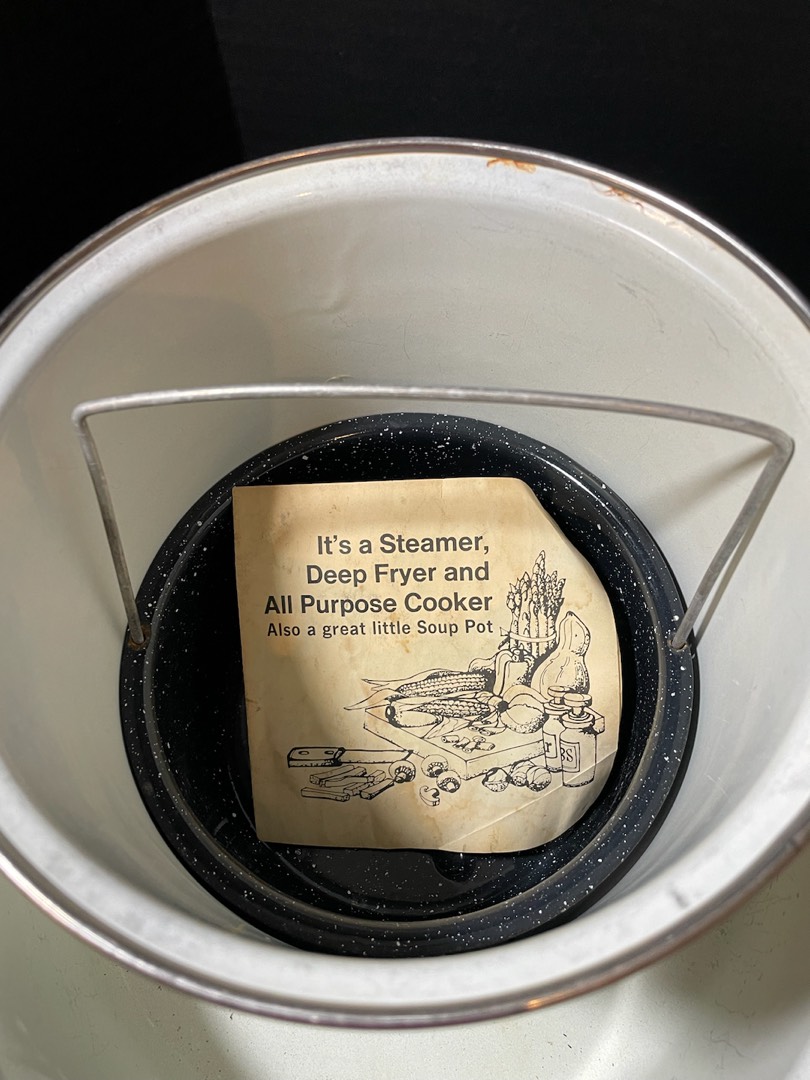 It's a Steamer,
Deep Fryer and
All Purpose Cooker
Also a great little Soup Pot